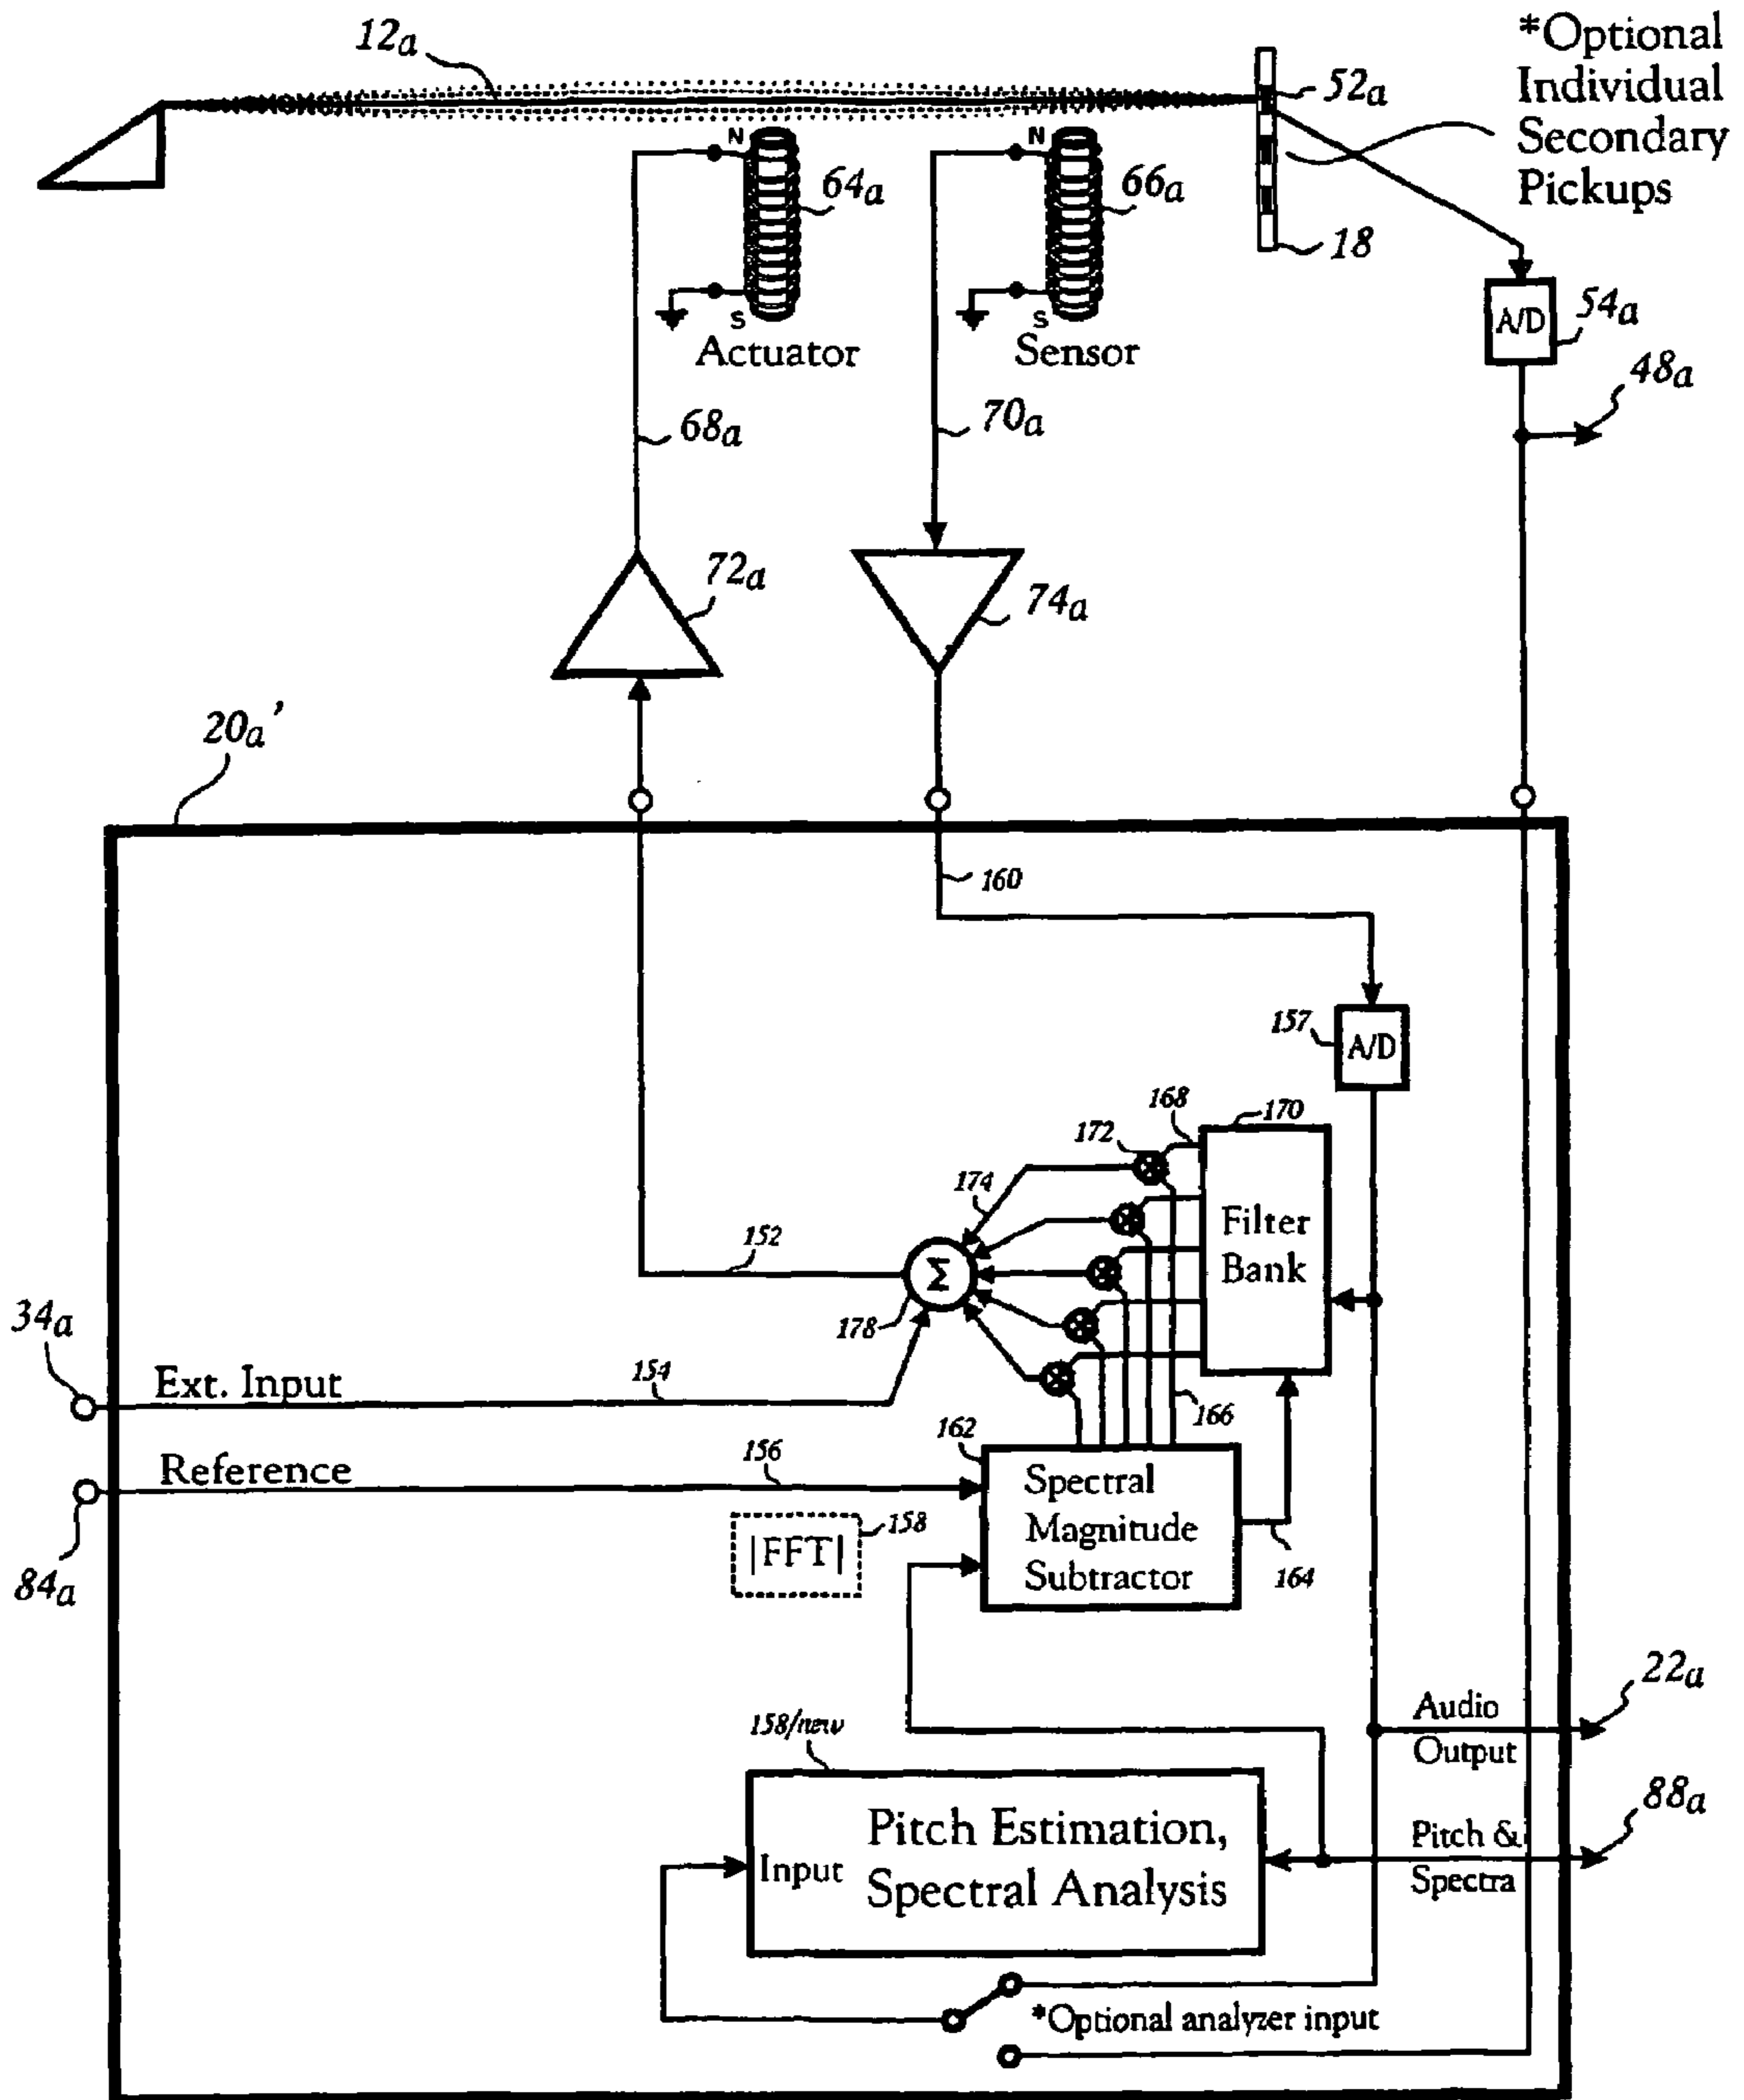 12a
*Optional
Individual
Secondary
Pickups
52a
N
N
64a
66a
18
S
S
Actuator
Sensor
A/D
54a
48a
68a
70a
72a
74a
20a'
160
157
A/D
168
170
172
174
Filter
Bank
152
Σ
178
34a
Ext. Input
154
166
162
Reference
156
Spectral
Magnitude
Subtractor
|FFT|
158
164
84a
22a
158/new
Audio
Output
88a
Pitch Estimation,
Spectral Analysis
Input
Pitch &
Spectra
*Optional analyzer input